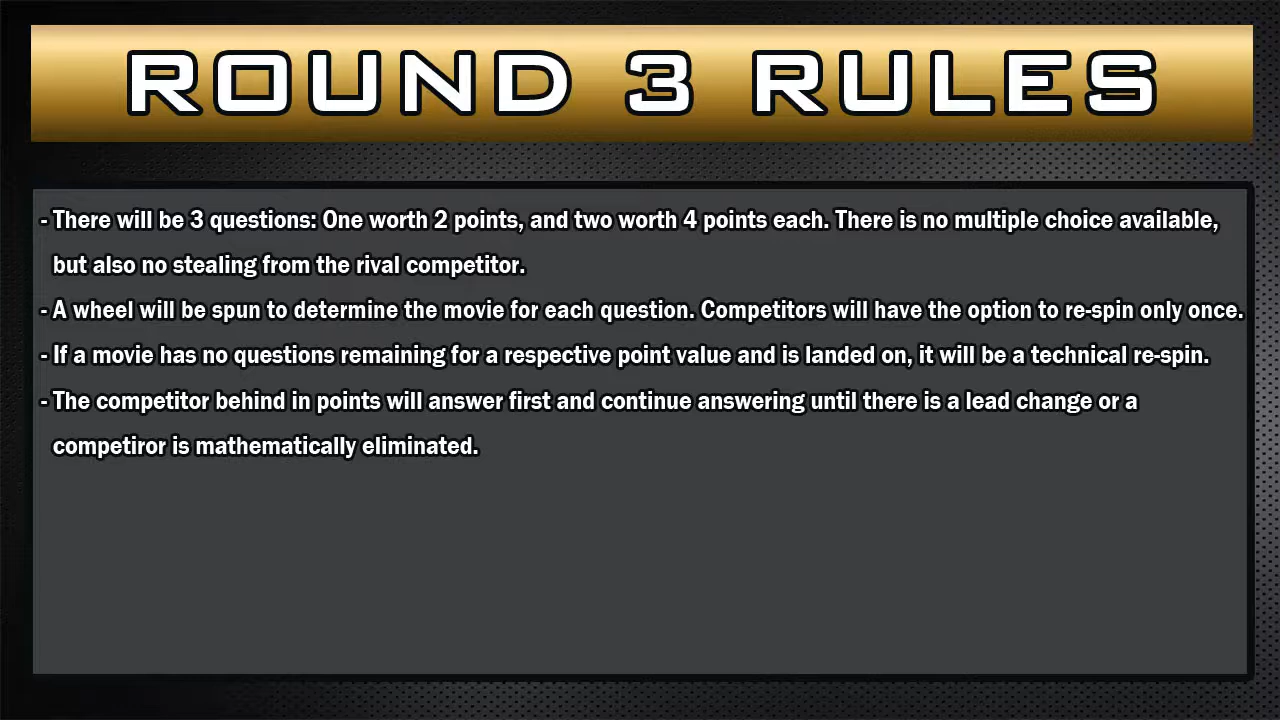 ROUND 3 RULES
- There will be 3 questions: One worth 2 points, and two worth 4 points each. There is no multiple choice available,
but also no stealing from the rival competitor.
- A wheel will be spun to determine the movie for each question. Competitors will have the option to re-spin only once.
- If a movie has no questions remaining for a respective point value and is landed on, it will be a technical re-spin.
- The competitor behind in points will answer first and continue answering until there is a lead change or a
competiror is mathematically eliminated.